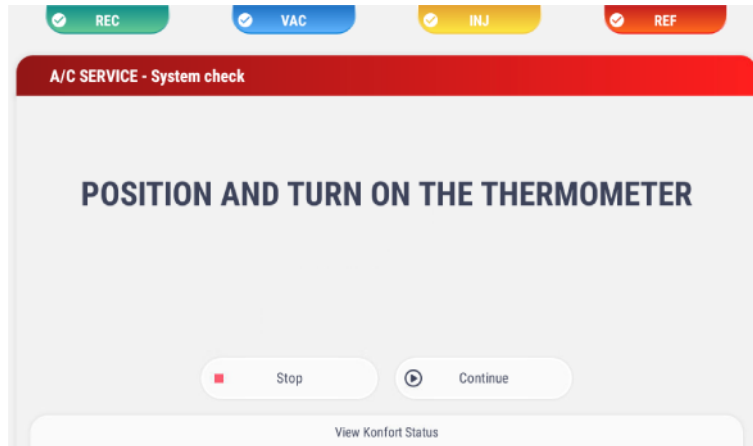 REC VAC INJ REF
A/C SERVICE - System check
POSITION AND TURN ON THE THERMOMETER
Stop Continue
View Konfort Status